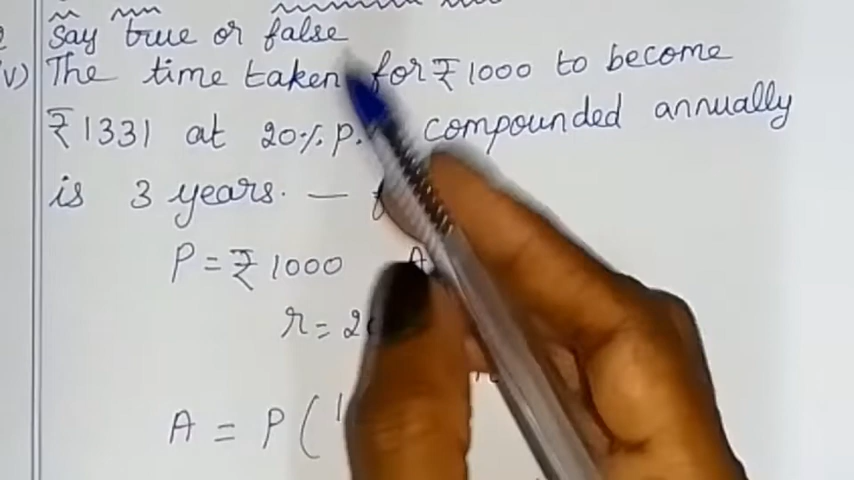 Say true or false
v) The time taken for ₹1000 to become
₹1331 at 20% p. compounded annually
is 3 years. —
P = ₹1000 A
r = 2
A = P ( 1